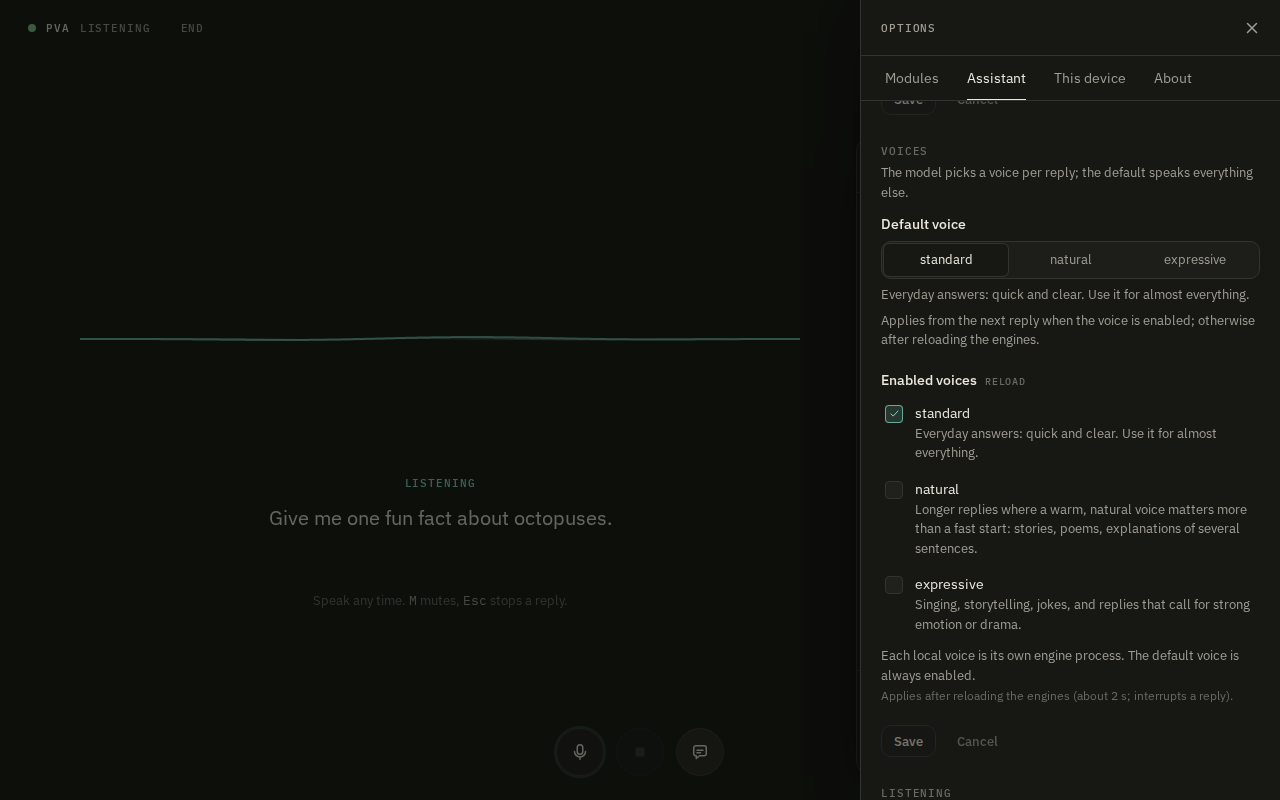 PVA LISTENING END
LISTENING
Give me one fun fact about octopuses.
Speak any time. M mutes, Esc stops a reply.
OPTIONS
Modules Assistant This device About
Save Cancel
VOICES
The model picks a voice per reply; the default speaks everything
else.
Default voice
standard natural expressive
Everyday answers: quick and clear. Use it for almost everything.
Applies from the next reply when the voice is enabled; otherwise
after reloading the engines.
Enabled voices RELOAD
standard
Everyday answers: quick and clear. Use it for almost
everything.
natural
Longer replies where a warm, natural voice matters more
than a fast start: stories, poems, explanations of several
sentences.
expressive
Singing, storytelling, jokes, and replies that call for strong
emotion or drama.
Each local voice is its own engine process. The default voice is
always enabled.
Applies after reloading the engines (about 2 s; interrupts a reply).
Save Cancel
LISTENING